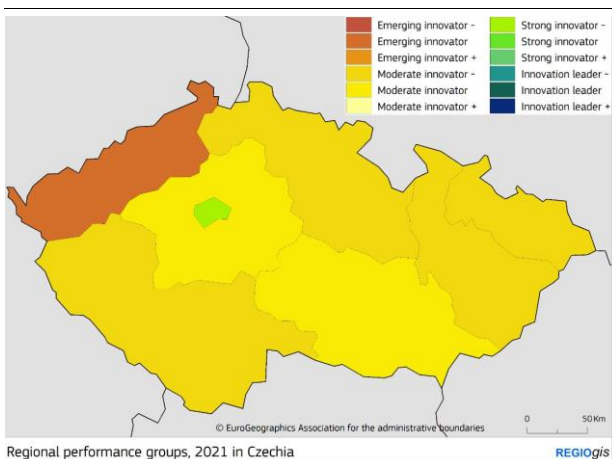 Emerging innovator -
Emerging innovator
Emerging innovator +
Moderate innovator -
Moderate innovator
Moderate innovator +
Strong innovator -
Strong innovator
Strong innovator +
Innovation leader -
Innovation leader
Innovation leader +
0 50 Km
© EuroGeographics Association for the administrative boundaries
Regional performance groups, 2021 in Czechia
REGIOgis